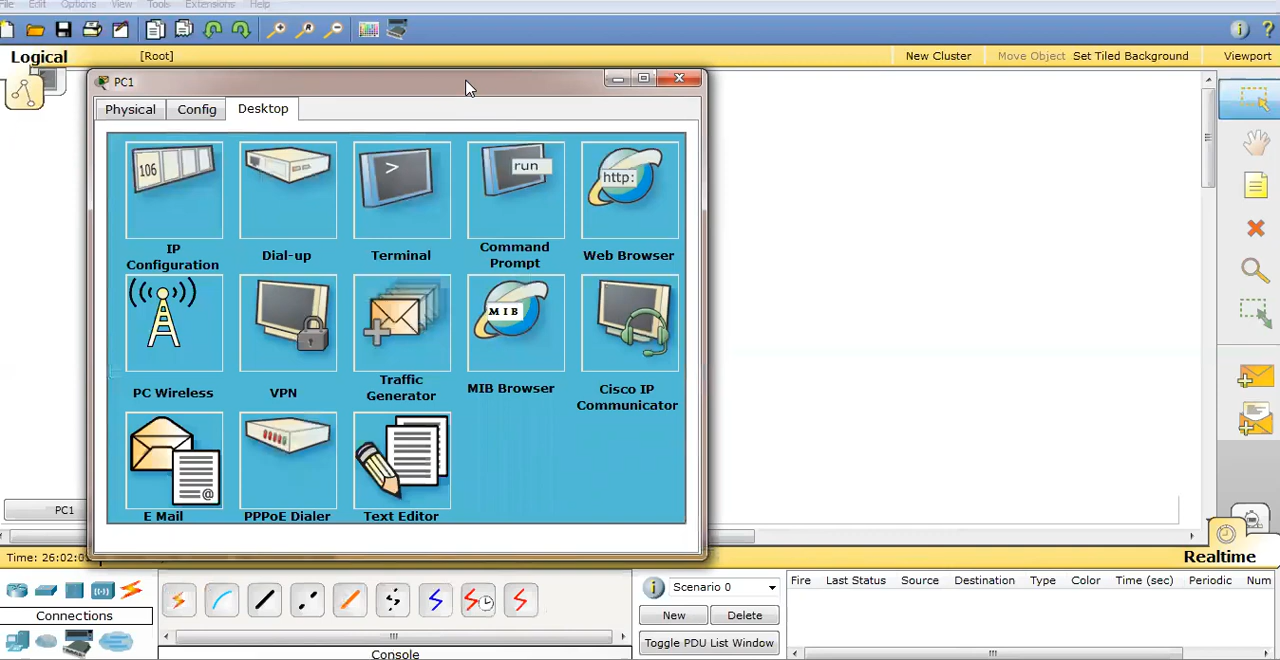 File Edit Options View Tools Extensions Help
Logical [Root] New Cluster Move Object Set Tiled Background Viewport
PC1
Physical Config Desktop
106
>
run
http:
IP
Configuration
Dial-up
Terminal
Command
Prompt
Web Browser
MIB
PC Wireless
VPN
Traffic
Generator
MIB Browser
Cisco IP
Communicator
@
E Mail
PPPoE Dialer
Text Editor
PC1
Time: 26:02:0
Realtime
Connections
Console
Scenario 0
New Delete
Toggle PDU List Window
Fire Last Status Source Destination Type Color Time (sec) Periodic Num